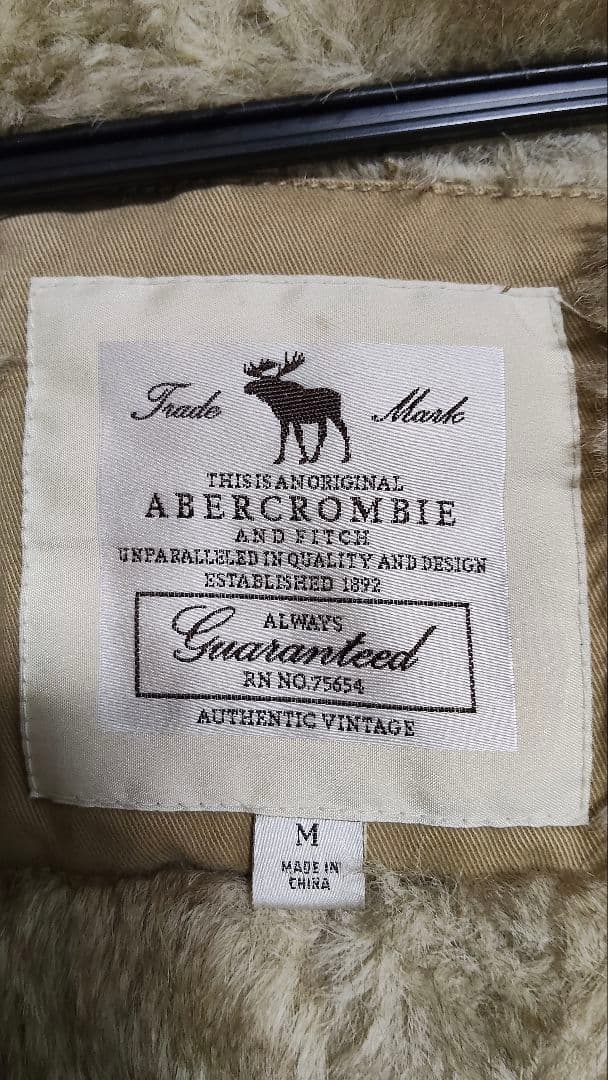 Trade Mark
THIS IS AN ORIGINAL
ABERCROMBIE
AND FITCH
UNPARALLELED IN QUALITY AND DESIGN
ESTABLISHED 1892
ALWAYS
Guaranteed
RN NO.75654
AUTHENTIC VINTAGE
M
MADE IN
CHINA